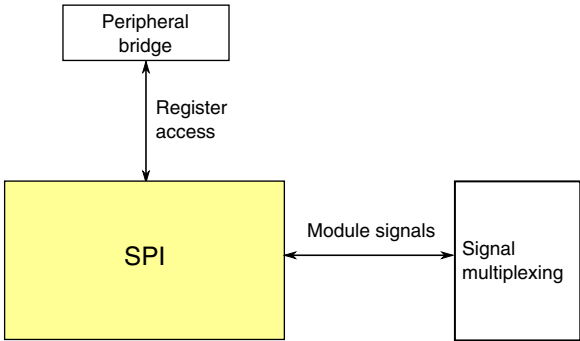 Peripheral
bridge
Register
access
SPI
Module signals
Signal
multiplexing